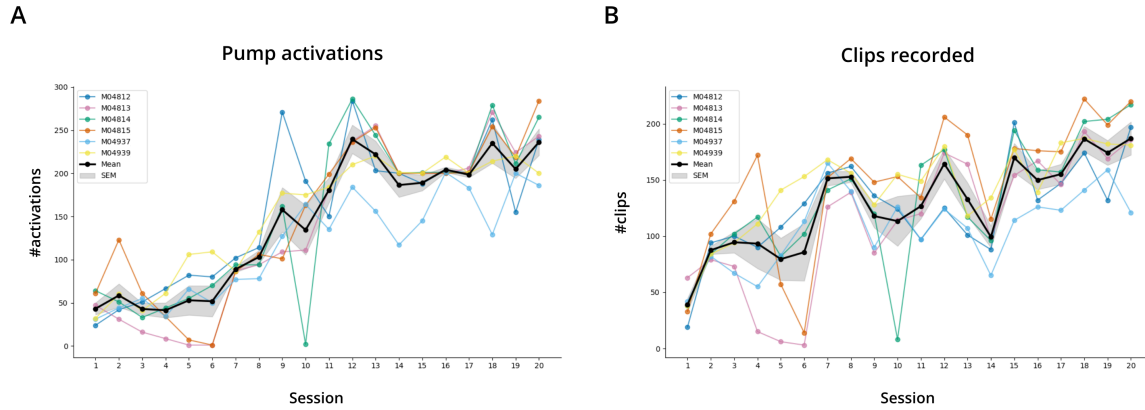 A
Pump activations
#activations
300
250
200
150
100
50
0
M04812
M04813
M04814
M04815
M04937
M04939
Mean
SEM
1 2 3 4 5 6 7 8 9 10 11 12 13 14 15 16 17 18 19 20
Session
B
Clips recorded
#clips
200
150
100
50
0
M04812
M04813
M04814
M04815
M04937
M04939
Mean
SEM
1 2 3 4 5 6 7 8 9 10 11 12 13 14 15 16 17 18 19 20
Session